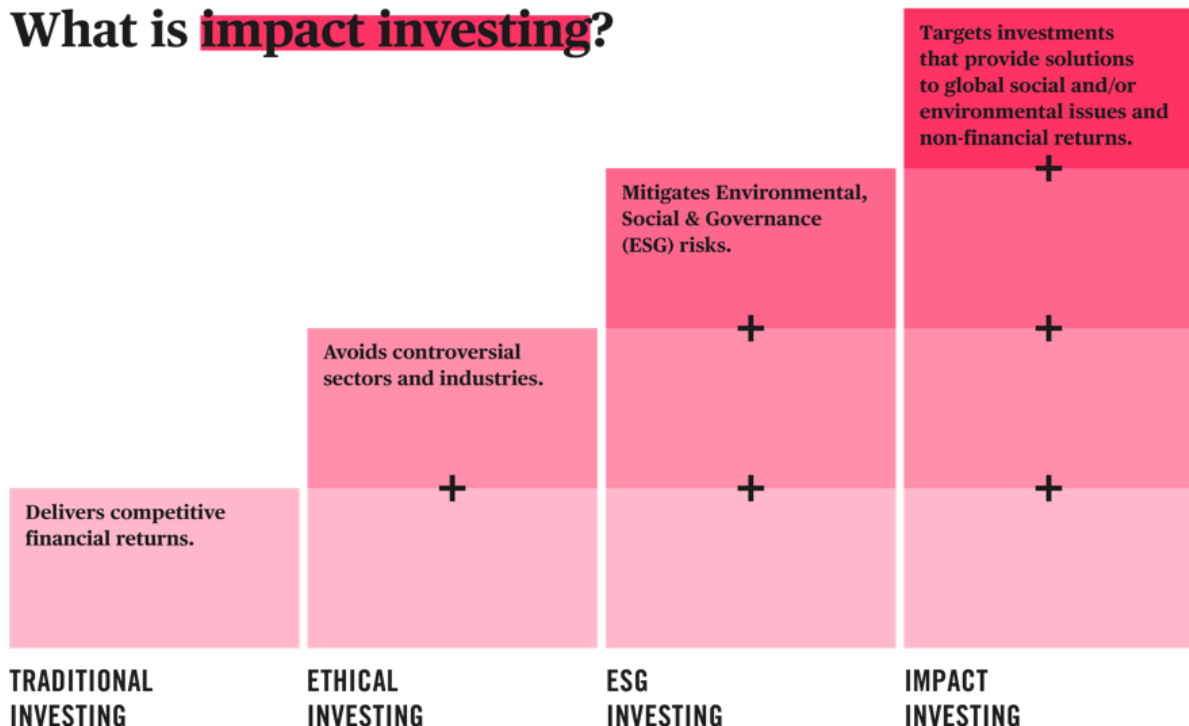 What is impact investing?
Targets investments
that provide solutions
to global social and/or
environmental issues and
non-financial returns.
+
Mitigates Environmental,
Social & Governance
(ESG) risks.
+
+
Avoids controversial
sectors and industries.
+
+
+
Delivers competitive
financial returns.
TRADITIONAL
INVESTING
ETHICAL
INVESTING
ESG
INVESTING
IMPACT
INVESTING